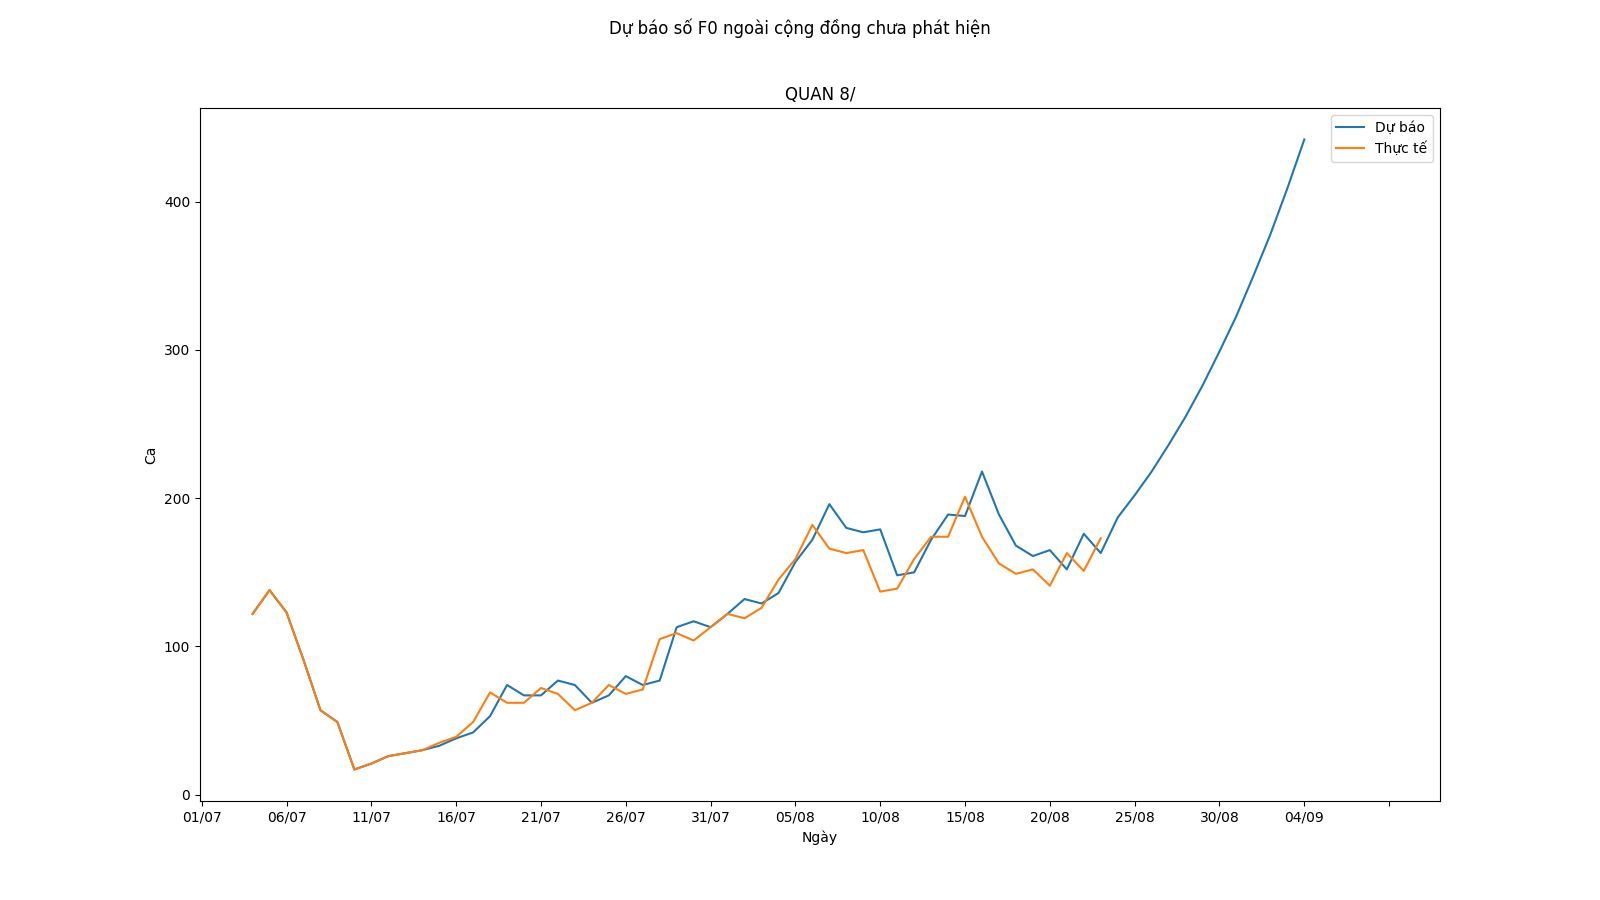 Dự báo số F0 ngoài cộng đồng chưa phát hiện
QUAN 8/
Dự báo
Thực tế
400
300
200
100
0
Ca
01/07 06/07 11/07 16/07 21/07 26/07 31/07 05/08 10/08 15/08 20/08 25/08 30/08 04/09
Ngày